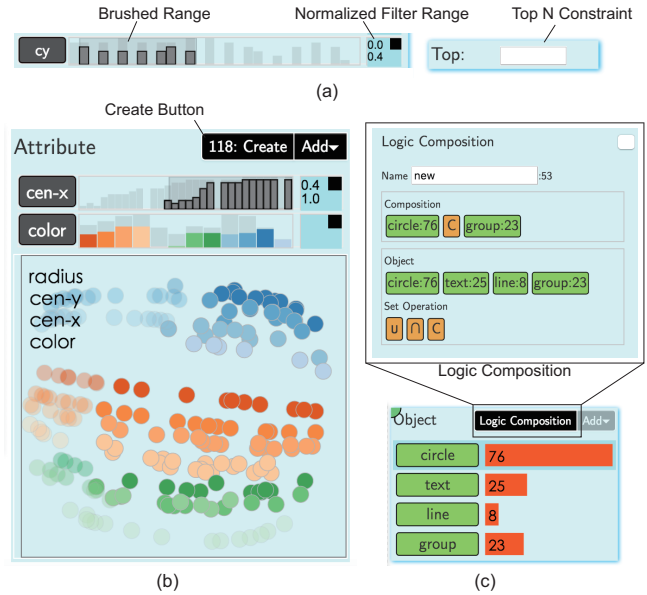 Brushed Range
Normalized Filter Range
Top N Constraint
cy
0.0
0.4
Top:
(a)
Create Button
Attribute
118: Create
Add
cen-x
0.4
1.0
color
radius
cen-y
cen-x
color
(b)
Logic Composition
Name
new
:53
Composition
circle:76
C
group:23
Object
circle:76
text:25
line:8
group:23
Set Operation
∪
∩
C
Logic Composition
Object
Logic Composition
Add
circle
76
text
25
line
8
group
23
(c)